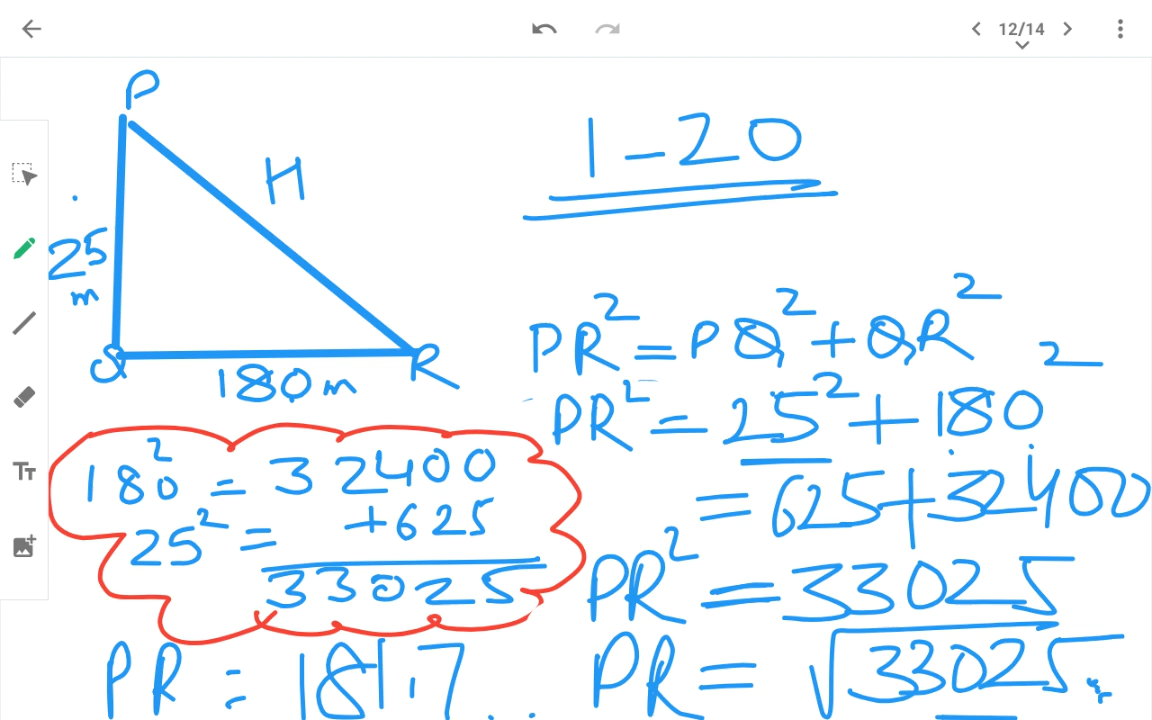 12/14
P
H
1-20
25
m
Q
R
180m
PR² = PQ² + QR²
PR² = 25² + 180²
= 625 + 32400
PR² = 33025
PR = √33025
180² = 32400
25² = +625
33025
PR = 181.7
Tт